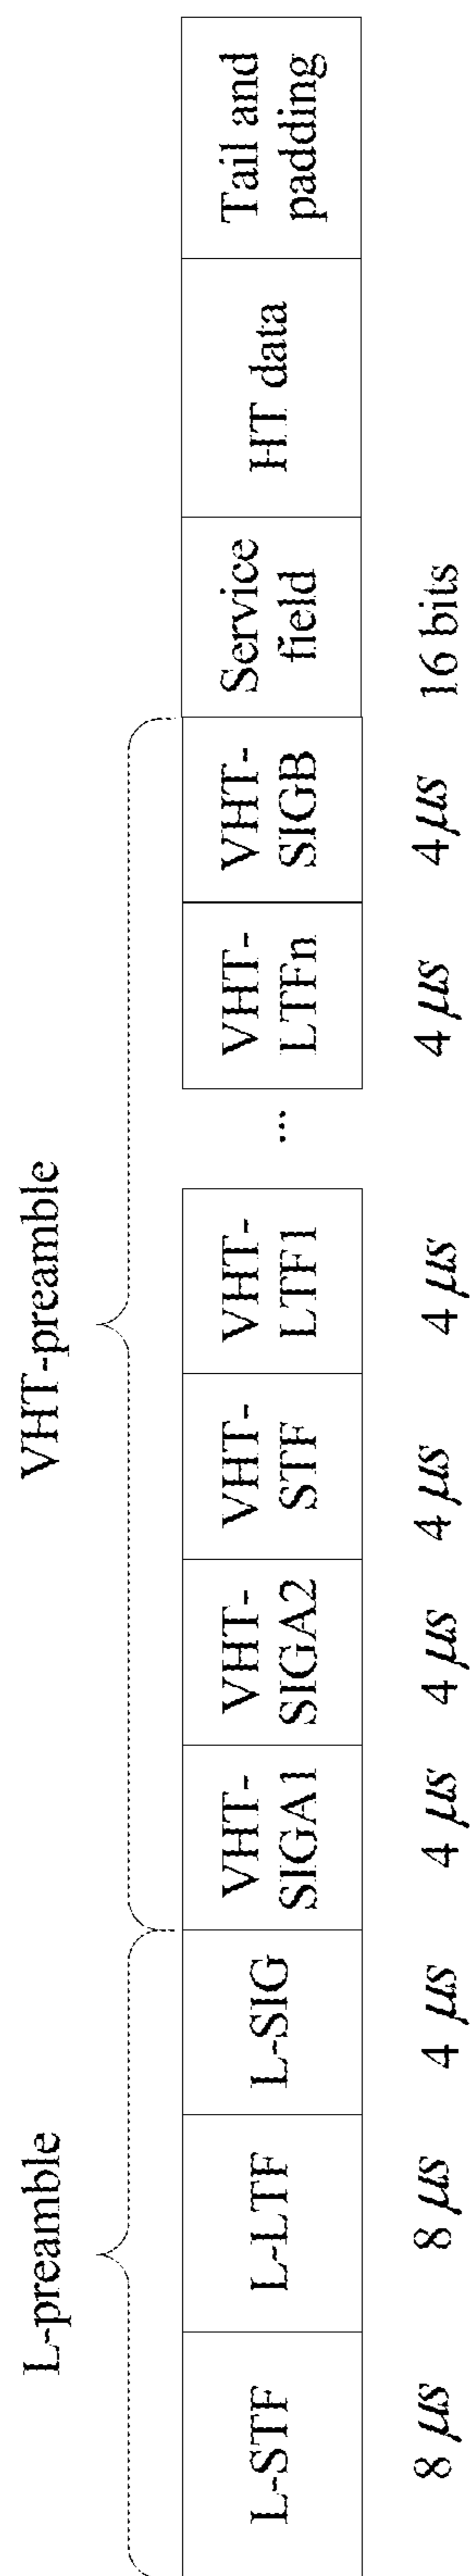 L-preamble
VHT-preamble
L-STF
L-LTF
L-SIG
VHT-
SIGA1
VHT-
SIGA2
VHT-
STF
VHT-
LTF1
...
VHT-
LTFn
VHT-
SIGB
Service
field
HT data
Tail and
padding
8 μs
8 μs
4 μs
4 μs
4 μs
4 μs
4 μs
4 μs
4 μs
16 bits